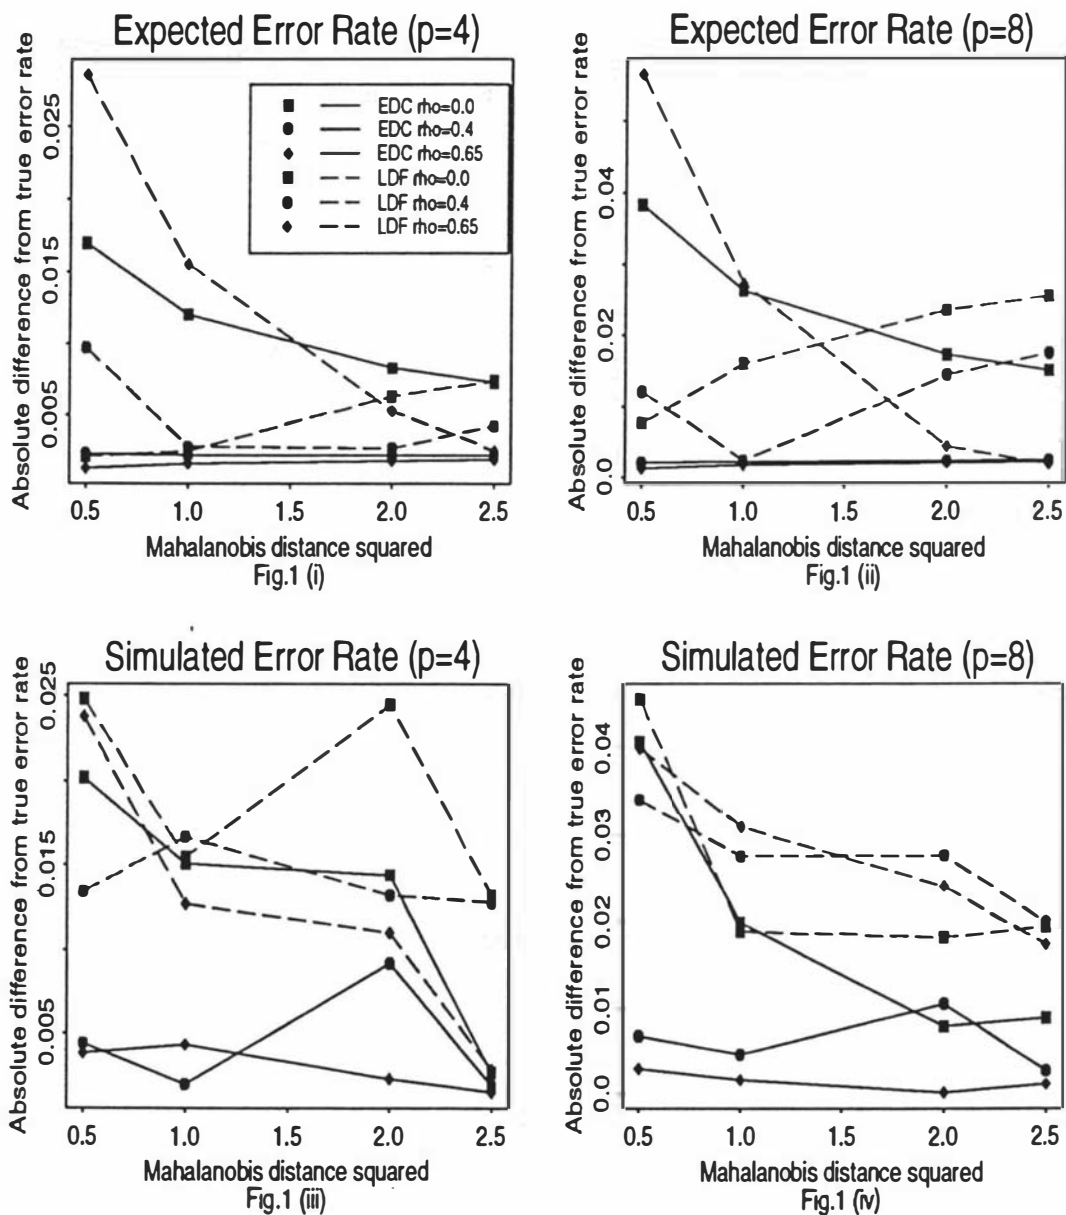 Expected Error Rate (p=4)
Absolute difference from true error rate
0.005
0.015
0.025
EDC rho=0.0
EDC rho=0.4
EDC rho=0.65
LDF rho=0.0
LDF rho=0.4
LDF rho=0.65
0.5 1.0 1.5 2.0 2.5
Mahalanobis distance squared
Fig.1 (i)
Expected Error Rate (p=8)
Absolute difference from true error rate
0.0
0.02
0.04
0.5 1.0 1.5 2.0 2.5
Mahalanobis distance squared
Fig.1 (ii)
Simulated Error Rate (p=4)
Absolute difference from true error rate
0.005
0.015
0.025
0.5 1.0 1.5 2.0 2.5
Mahalanobis distance squared
Fig.1 (iii)
Simulated Error Rate (p=8)
Absolute difference from true error rate
0.0
0.01
0.02
0.03
0.04
0.5 1.0 1.5 2.0 2.5
Mahalanobis distance squared
Fig.1 (iv)